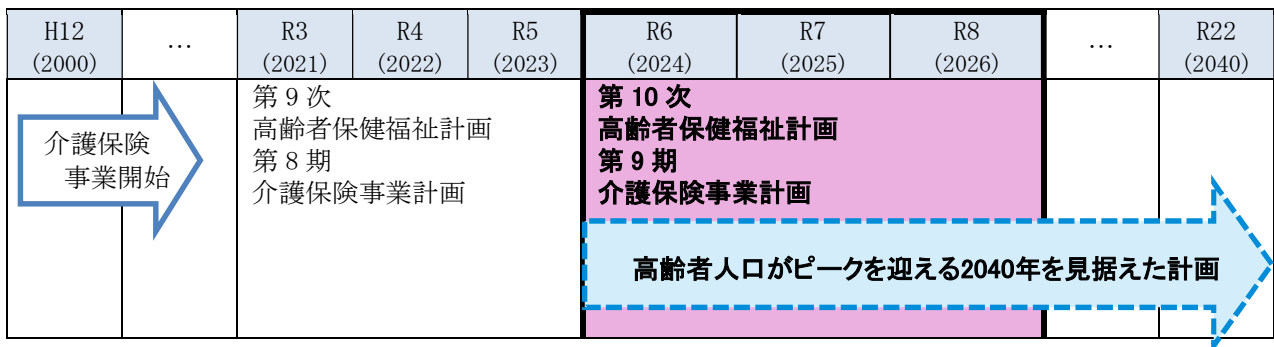 H12 … R3 R4 R5 R6 R7 R8 … R22
(2000) (2021) (2022) (2023) (2024) (2025) (2026) (2040)
介護保険
事業開始
第９次
高齢者保健福祉計画
第８期
介護保険事業計画
第 10 次
高齢者保健福祉計画
第９期
介護保険事業計画
高齢者人口がピークを迎える2040年を見据えた計画